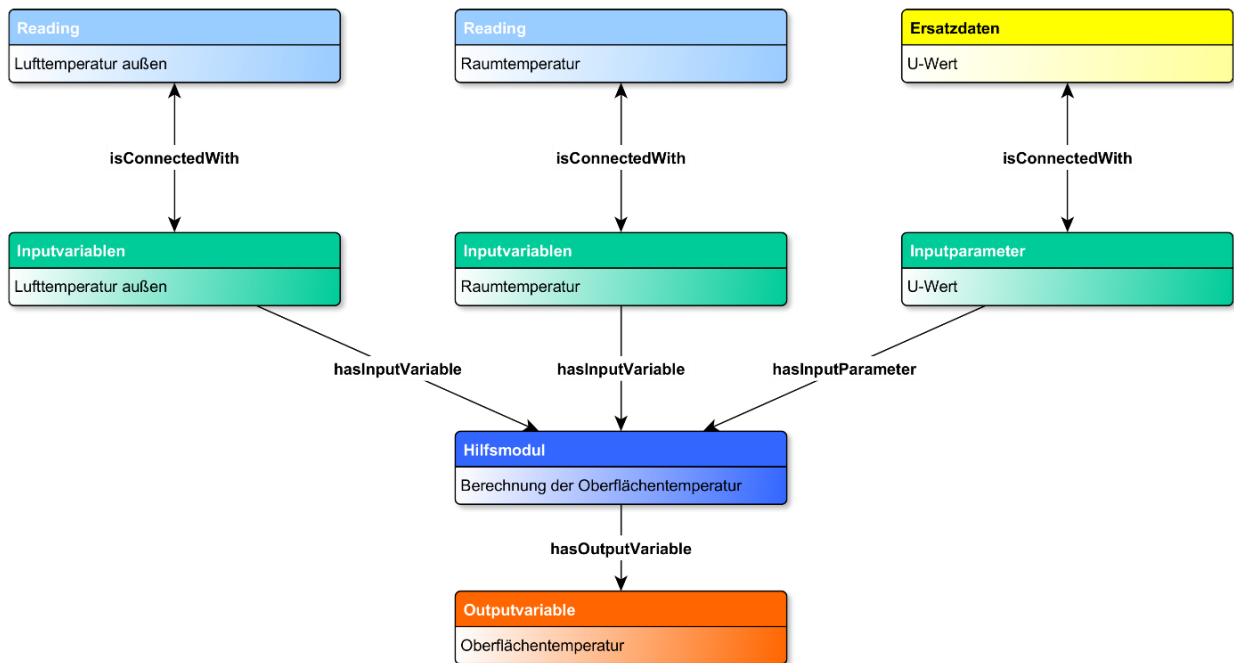 Reading
Reading
Ersatzdaten
Lufttemperatur außen
Raumtemperatur
U-Wert
isConnectedWith
isConnectedWith
isConnectedWith
Inputvariablen
Inputvariablen
Inputparameter
Lufttemperatur außen
Raumtemperatur
U-Wert
hasInputVariable
hasInputVariable
hasInputParameter
Hilfsmodul
Berechnung der Oberflächentemperatur
hasOutputVariable
Outputvariable
Oberflächentemperatur